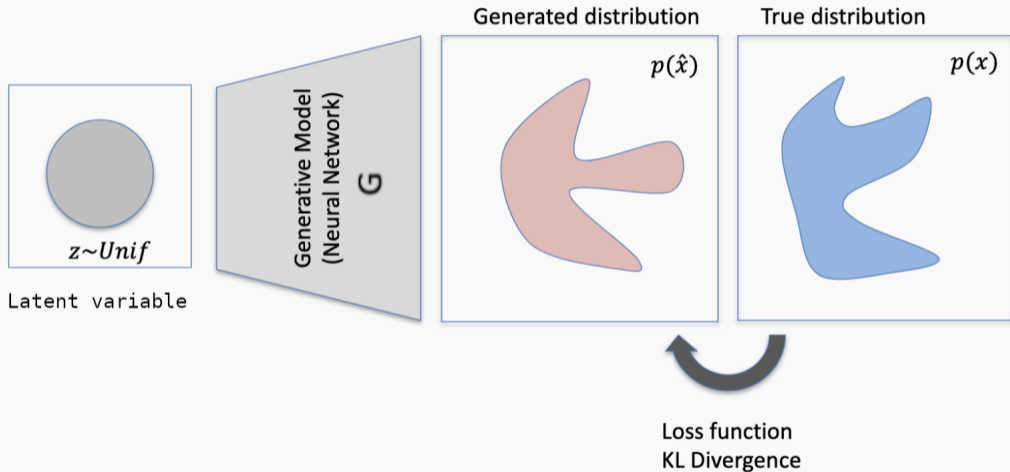 Generated distribution
True distribution
p(x̂)
p(x)
Generative Model
(Neural Network)
G
z~Unif
Latent variable
Loss function
KL Divergence